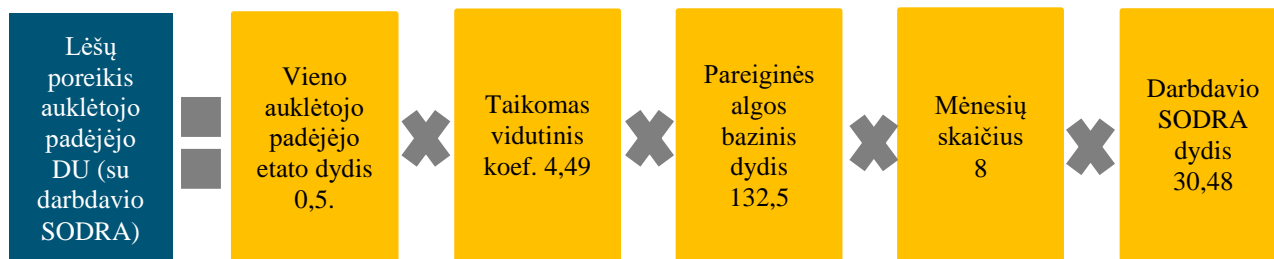 Lėšų
poreikis
auklėtojo
padėjėjo
DU (su
darbdavio
SODRA)
Vieno
auklėtojo
padėjėjo
etato dydis
0,5.
Taikomas
vidutinis
koef. 4,49
Pareiginės
algos
bazinis
dydis
132,5
Mėnesių
skaičius
8
Darbdavio
SODRA
dydis
30,48